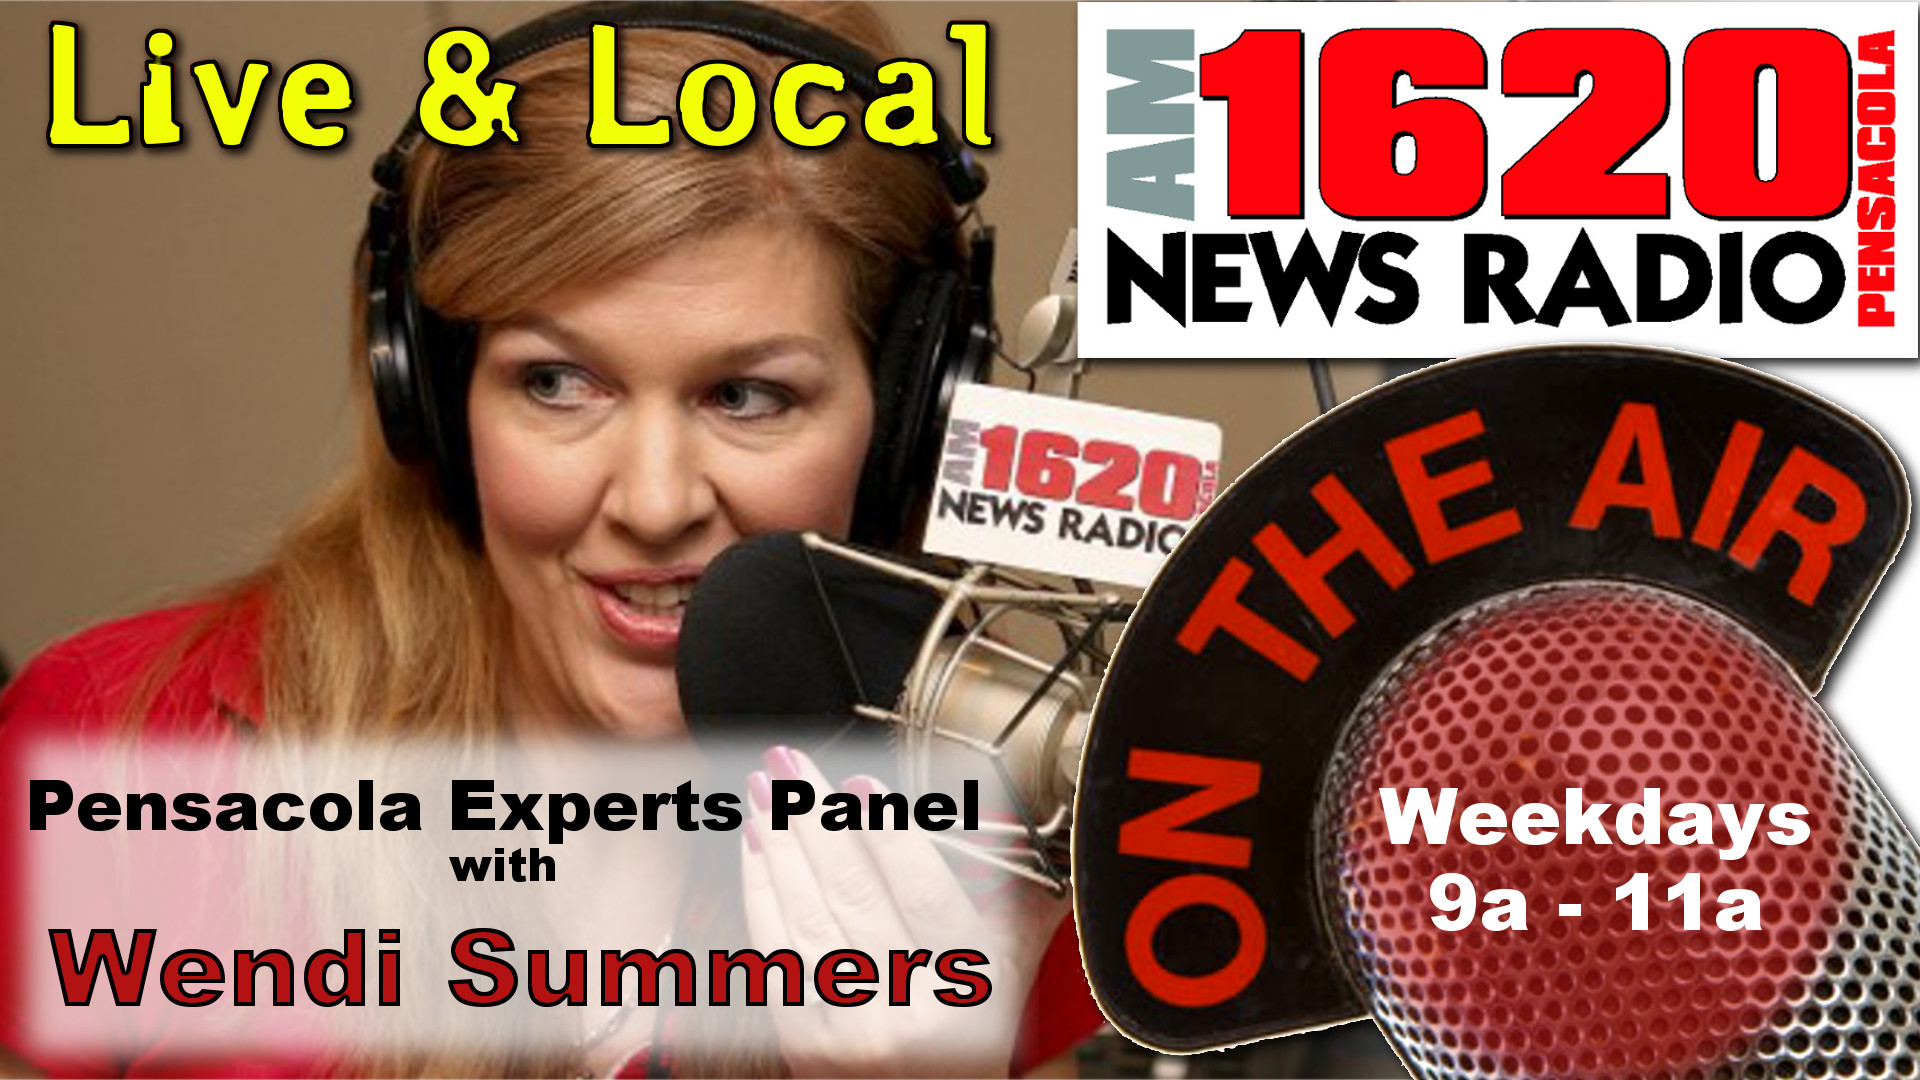 Live & Local
AM 1620 PENSACOLA
NEWS RADIO
AM 1620
NEWS RADIO
ON THE AIR
Pensacola Experts Panel
with
Wendi Summers
Weekdays
9a - 11a